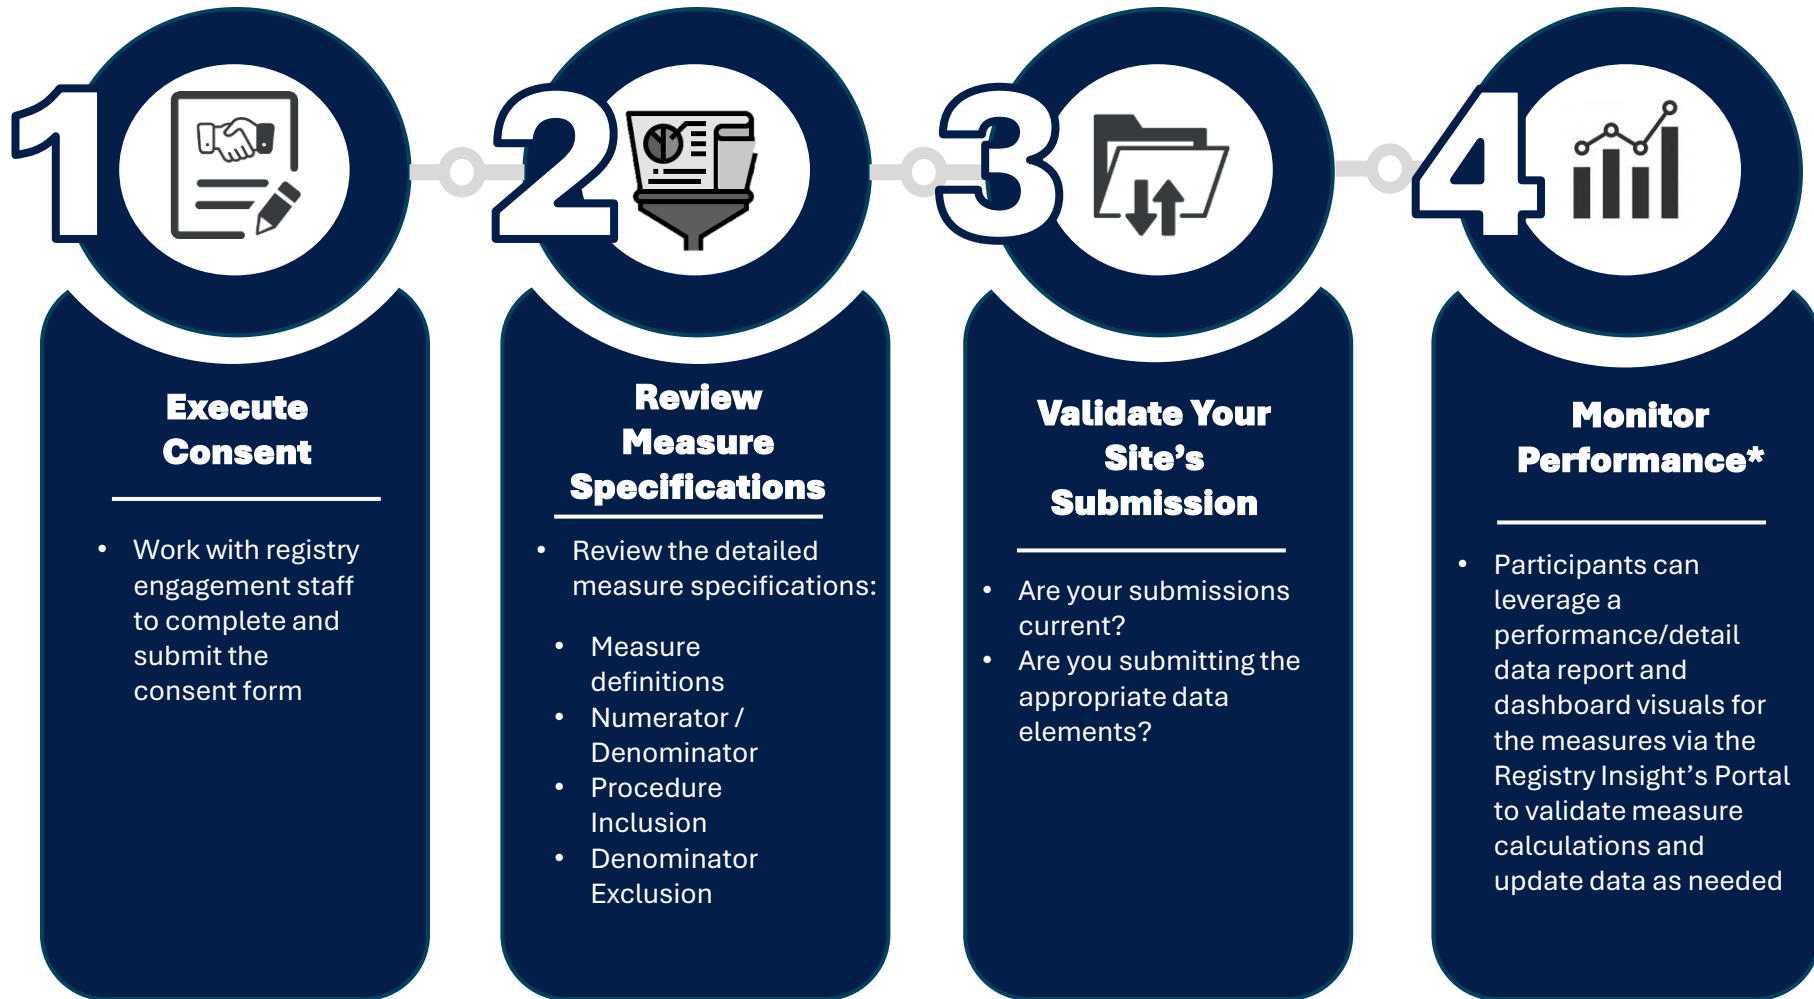 1
Execute
Consent
• Work with registry
engagement staff
to complete and
submit the
consent form
2
Review
Measure
Specifications
• Review the detailed
measure specifications:
• Measure
definitions
• Numerator /
Denominator
• Procedure
Inclusion
• Denominator
Exclusion
3
Validate Your
Site’s
Submission
• Are your submissions
current?
• Are you submitting the
appropriate data
elements?
4
Monitor
Performance*
• Participants can
leverage a
performance/detail
data report and
dashboard visuals for
the measures via the
Registry Insight’s Portal
to validate measure
calculations and
update data as needed